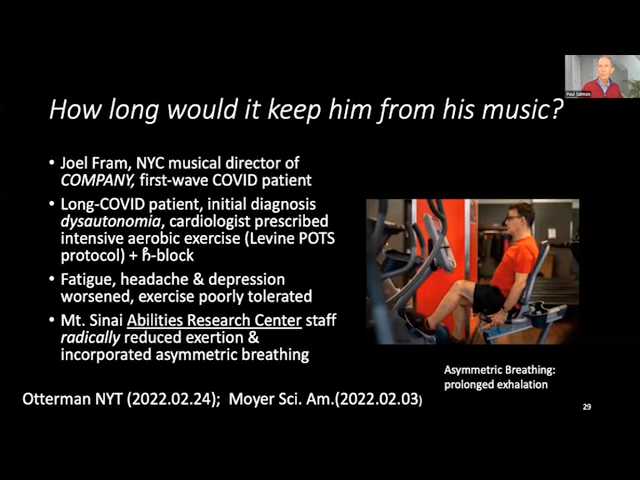 Paul Salmon
How long would it keep him from his music?
• Joel Fram, NYC musical director of
COMPANY, first-wave COVID patient
• Long-COVID patient, initial diagnosis
dysautonomia, cardiologist prescribed
intensive aerobic exercise (Levine POTS
protocol) + ɦ-block
• Fatigue, headache & depression
worsened, exercise poorly tolerated
• Mt. Sinai Abilities Research Center staff
radically reduced exertion &
incorporated asymmetric breathing
Asymmetric Breathing:
prolonged exhalation
Otterman NYT (2022.02.24); Moyer Sci. Am.(2022.02.03)
29